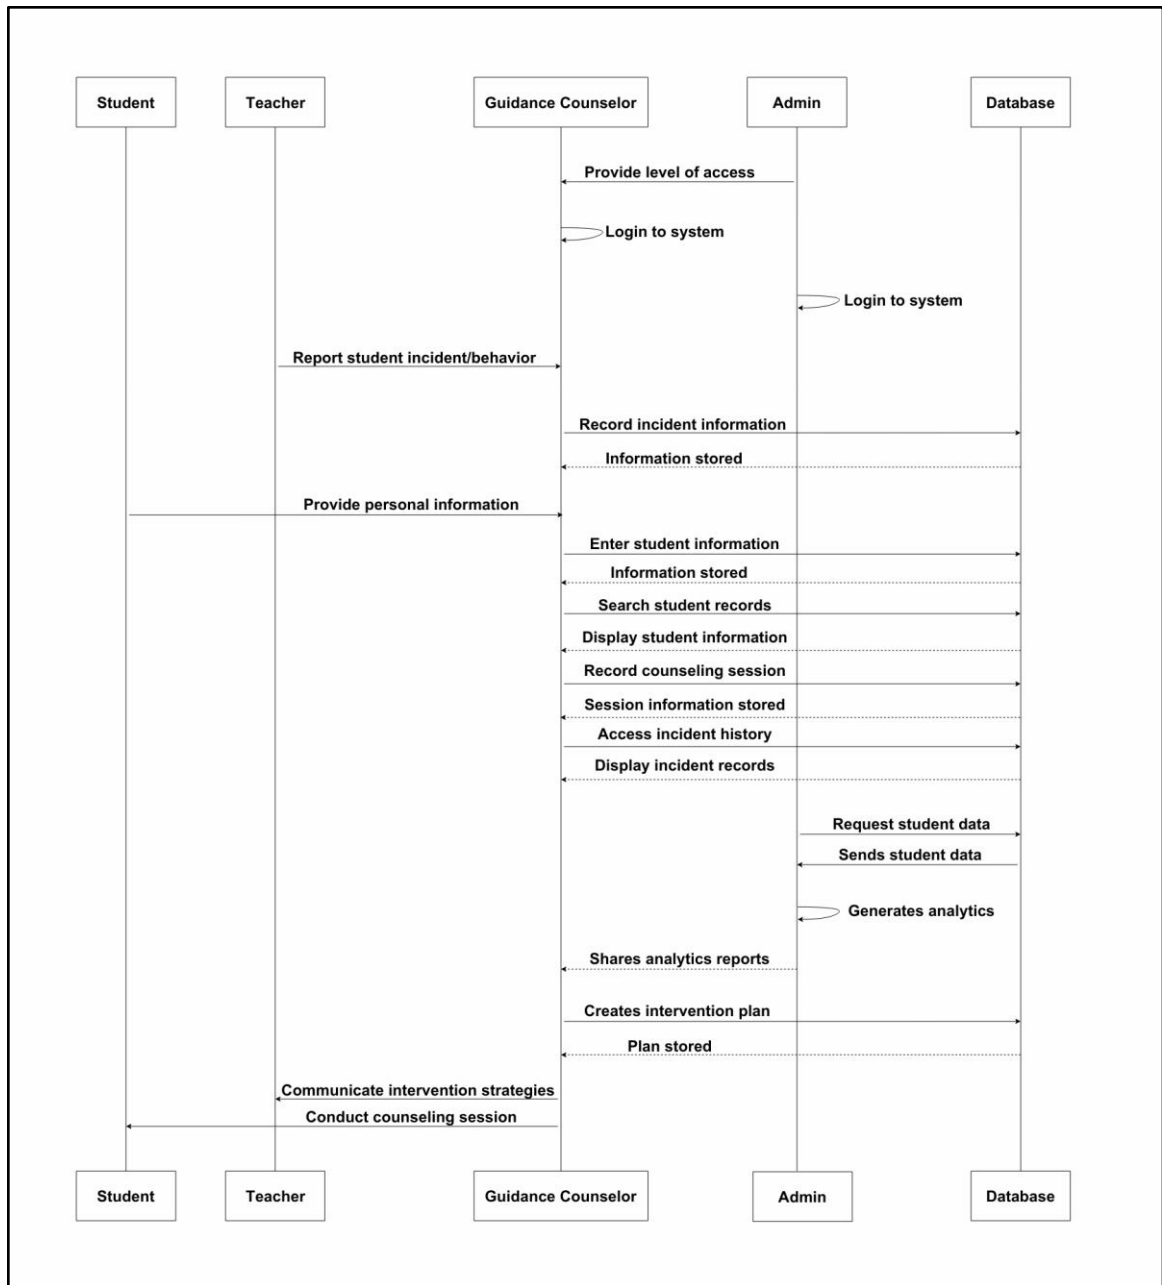 Student
Teacher
Guidance Counselor
Admin
Database
Provide level of access
Login to system
Login to system
Report student incident/behavior
Record incident information
Information stored
Provide personal information
Enter student information
Information stored
Search student records
Display student information
Record counseling session
Session information stored
Access incident history
Display incident records
Request student data
Sends student data
Generates analytics
Shares analytics reports
Creates intervention plan
Plan stored
Communicate intervention strategies
Conduct counseling session
Student
Teacher
Guidance Counselor
Admin
Database